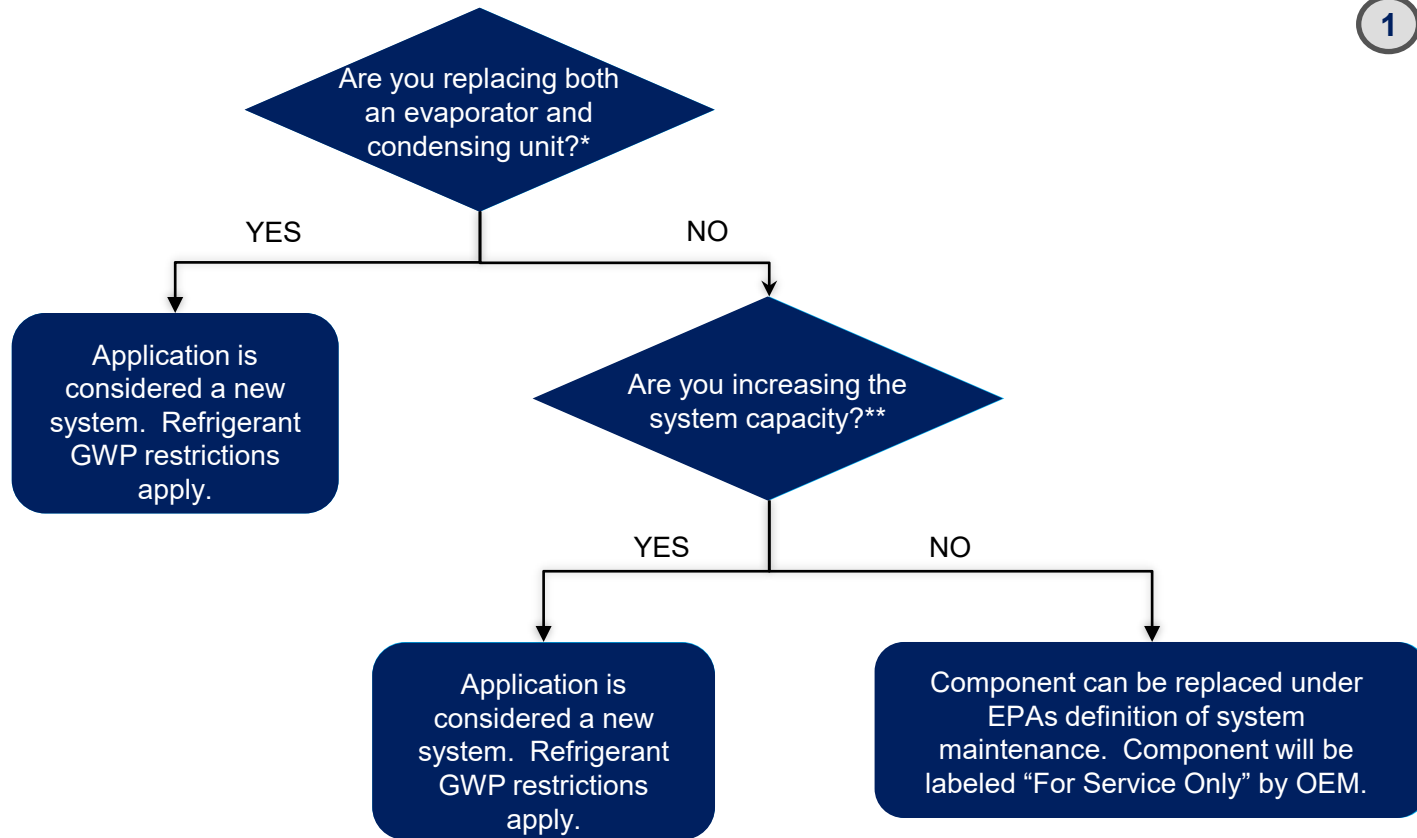 1
Are you replacing both
an evaporator and
condensing unit?*
YES
NO
Application is
considered a new
system.  Refrigerant
GWP restrictions
apply.
Are you increasing the
system capacity?**
YES
NO
Application is
considered a new
system.  Refrigerant
GWP restrictions
apply.
Component can be replaced under
EPAs definition of system
maintenance.  Component will be
labeled “For Service Only” by OEM.